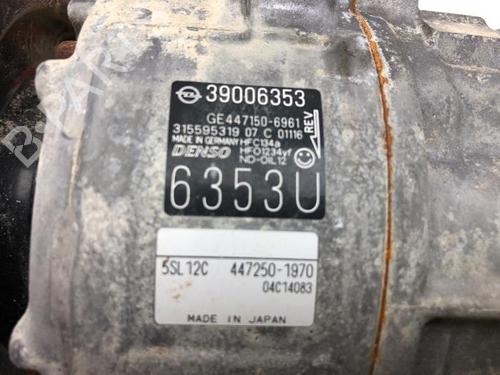 39006353
GE447150-6961
315595319 07 C 01116
MADE IN GERMANY HFC134a
DENSO HFO1234yf
ND-OIL12
REV
6353U
5SL12C 447250-1970
04C14083
MADE IN JAPAN